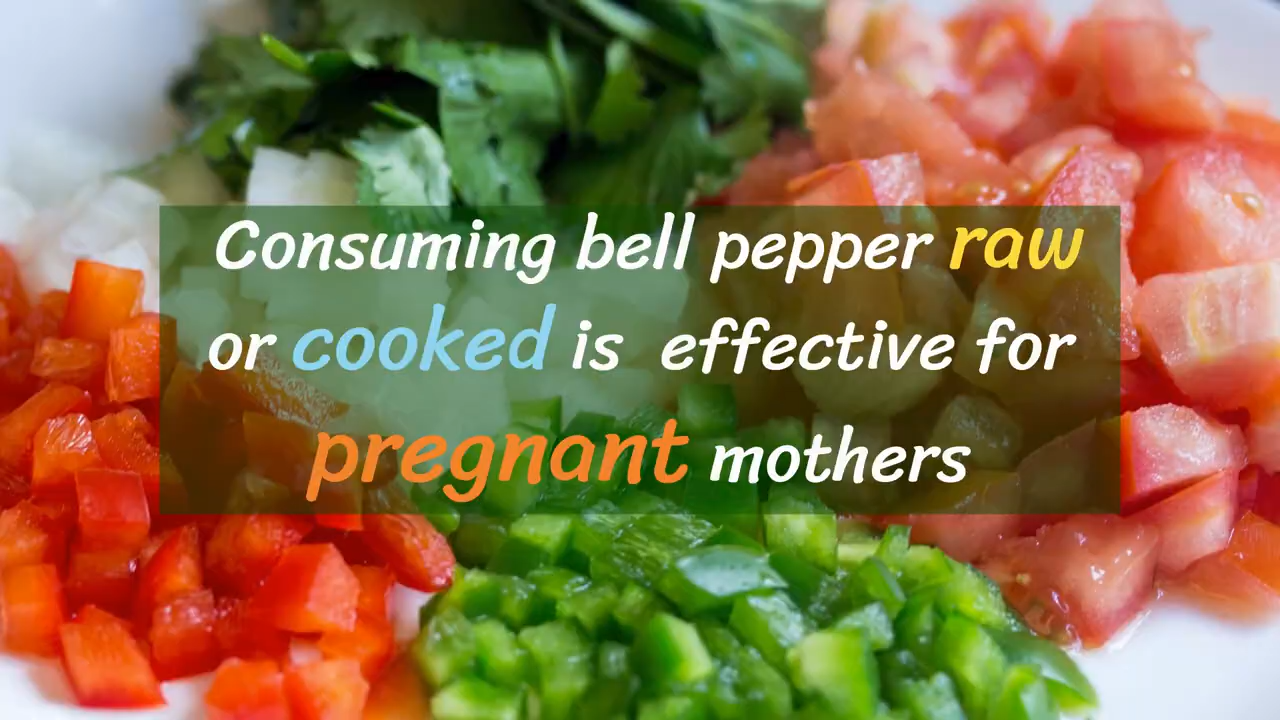 Consuming bell pepper raw
or cooked is effective for
pregnant mothers